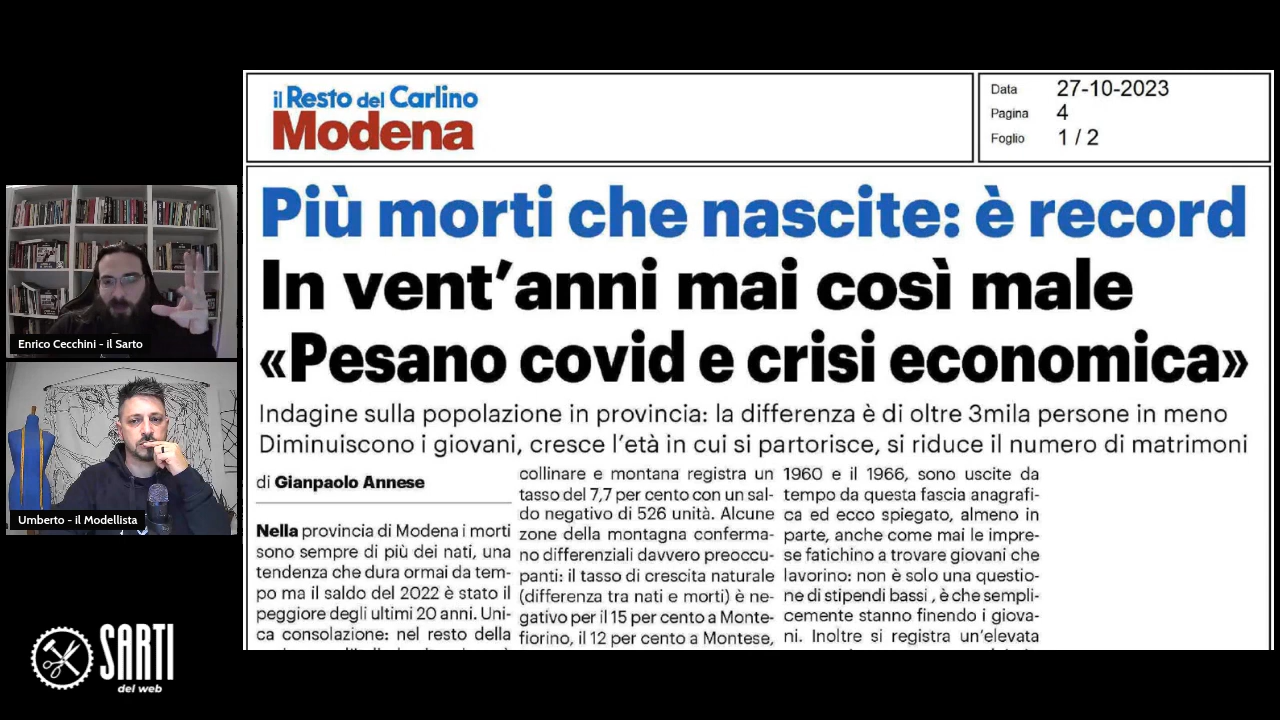 il Resto del Carlino
Modena
Data 27-10-2023
Pagina 4
Foglio 1 / 2
Più morti che nascite: è record
In vent’anni mai così male
«Pesano covid e crisi economica»
Indagine sulla popolazione in provincia: la differenza è di oltre 3mila persone in meno
Diminuiscono i giovani, cresce l’età in cui si partorisce, si riduce il numero di matrimoni
di Gianpaolo Annese
Nella provincia di Modena i morti
sono sempre di più dei nati, una
tendenza che dura ormai da tem-
po ma il saldo del 2022 è stato il
peggiore degli ultimi 20 anni. Uni-
ca consolazione: nel resto della
collinare e montana registra un
tasso del 7,7 per cento con un sal-
do negativo di 526 unità. Alcune
zone della montagna conferma-
no differenziali davvero preoccu-
panti: il tasso di crescita naturale
(differenza tra nati e morti) è ne-
gativo per il 15 per cento a Monte-
fiorino, il 12 per cento a Montese,
1960 e il 1966, sono uscite da
tempo da questa fascia anagrafi-
ca ed ecco spiegato, almeno in
parte, anche come mai le impre-
se fatichino a trovare giovani che
lavorino: non è solo una questio-
ne di stipendi bassi , è che sempli-
cemente stanno finendo i giova-
ni. Inoltre si registra un’elevata
Enrico Cecchini - il Sarto
Umberto - il Modellista
SARTI
del web